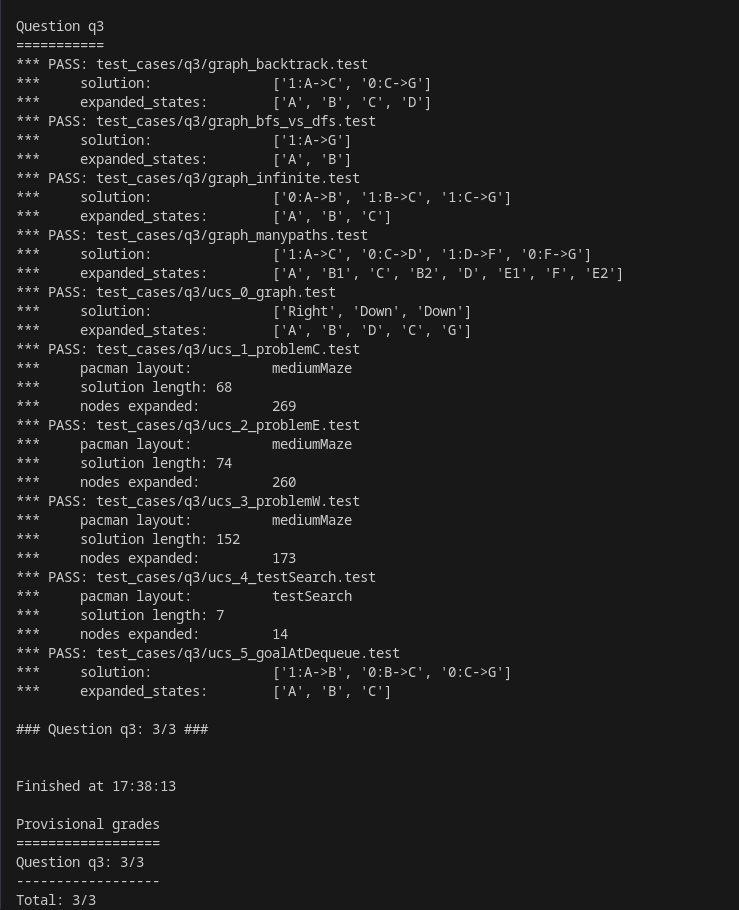 Question q3
===========
*** PASS: test_cases/q3/graph_backtrack.test
***     solution:               ['1:A->C', '0:C->G']
***     expanded_states:        ['A', 'B', 'C', 'D']
*** PASS: test_cases/q3/graph_bfs_vs_dfs.test
***     solution:               ['1:A->G']
***     expanded_states:        ['A', 'B']
*** PASS: test_cases/q3/graph_infinite.test
***     solution:               ['0:A->B', '1:B->C', '1:C->G']
***     expanded_states:        ['A', 'B', 'C']
*** PASS: test_cases/q3/graph_manypaths.test
***     solution:               ['1:A->C', '0:C->D', '1:D->F', '0:F->G']
***     expanded_states:        ['A', 'B1', 'C', 'B2', 'D', 'E1', 'F', 'E2']
*** PASS: test_cases/q3/ucs_0_graph.test
***     solution:               ['Right', 'Down', 'Down']
***     expanded_states:        ['A', 'B', 'D', 'C', 'G']
*** PASS: test_cases/q3/ucs_1_problemC.test
***     pacman layout:          mediumMaze
***     solution length: 68
***     nodes expanded:         269
*** PASS: test_cases/q3/ucs_2_problemE.test
***     pacman layout:          mediumMaze
***     solution length: 74
***     nodes expanded:         260
*** PASS: test_cases/q3/ucs_3_problemW.test
***     pacman layout:          mediumMaze
***     solution length: 152
***     nodes expanded:         173
*** PASS: test_cases/q3/ucs_4_testSearch.test
***     pacman layout:          testSearch
***     solution length: 7
***     nodes expanded:         14
*** PASS: test_cases/q3/ucs_5_goalAtDequeue.test
***     solution:               ['1:A->B', '0:B->C', '0:C->G']
***     expanded_states:        ['A', 'B', 'C']

### Question q3: 3/3 ###


Finished at 17:38:13

Provisional grades
==================
Question q3: 3/3
------------------
Total: 3/3